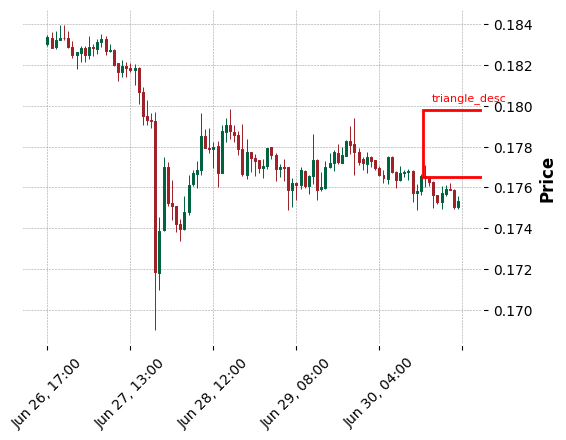 0.184
0.182
triangle_desc
0.180
0.178
0.176
0.174
0.172
0.170
Price
Jun 26, 17:00
Jun 27, 13:00
Jun 28, 12:00
Jun 29, 08:00
Jun 30, 04:00